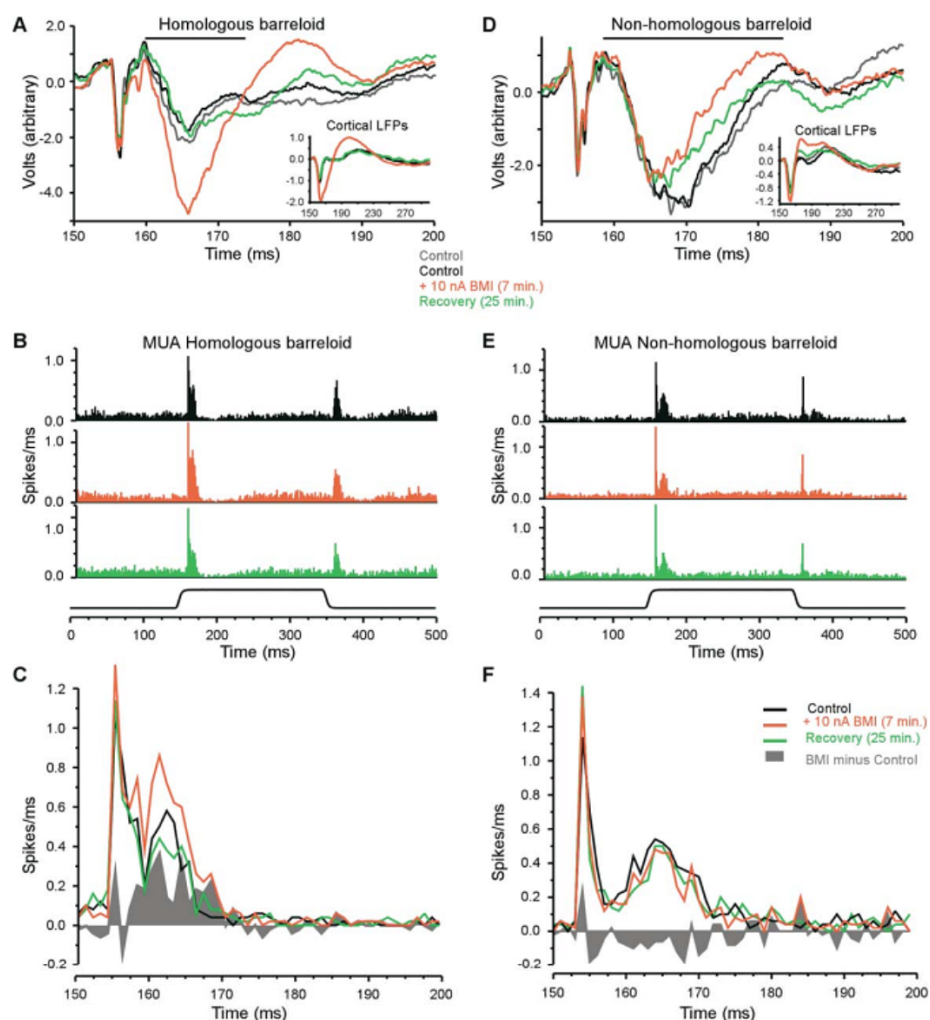 A
Homologous barreloid
2.0
0.0
-2.0
-4.0
Volts (arbitrary)
Cortical LFPs
1.0
0.0
-1.0
-2.0
150
190
230
270
150
160
170
180
190
200
Time (ms)
D
Non-homologous barreloid
0.0
-2.0
Volts (arbitrary)
Cortical LFPs
0.4
0.0
-0.4
-0.8
-1.2
150
190
230
270
150
160
170
180
190
200
Time (ms)
Control
Control
+ 10 nA BMI (7 min.)
Recovery (25 min.)
B
MUA Homologous barreloid
1.0
0.0
1.0
0.0
1.0
0.0
Spikes/ms
0
100
200
300
400
500
Time (ms)
E
MUA Non-homologous barreloid
1.0
0.0
1.0
0.0
1.0
0.0
Spikes/ms
0
100
200
300
400
500
Time (ms)
C
1.2
1.0
0.8
0.6
0.4
0.2
0.0
-0.2
Spikes/ms
150
160
170
180
190
200
Time (ms)
F
1.4
1.2
1.0
0.8
0.6
0.4
0.2
0.0
-0.2
Spikes/ms
Control
+ 10 nA BMI (7 min.)
Recovery (25 min.)
BMI minus Control
150
160
170
180
190
200
Time (ms)